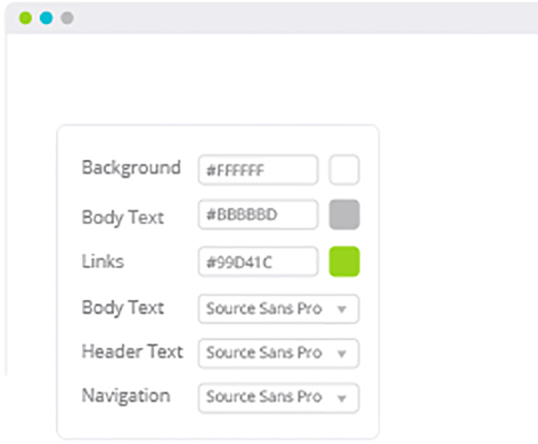 Background #FFFFFF
Body Text #BBBBBD
Links #99D41C
Body Text Source Sans Pro
Header Text Source Sans Pro
Navigation Source Sans Pro